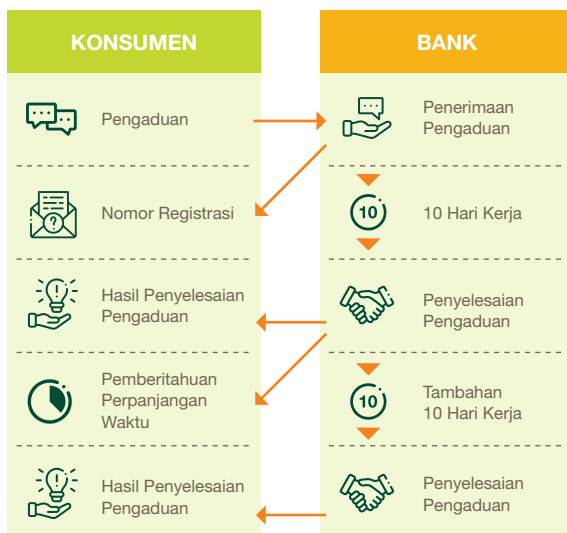 KONSUMEN
BANK
Pengaduan
Penerimaan
Pengaduan
Nomor Registrasi
10
10 Hari Kerja
Hasil Penyelesaian
Pengaduan
Penyelesaian
Pengaduan
Pemberitahuan
Perpanjangan
Waktu
10
Tambahan
10 Hari Kerja
Hasil Penyelesaian
Pengaduan
Penyelesaian
Pengaduan